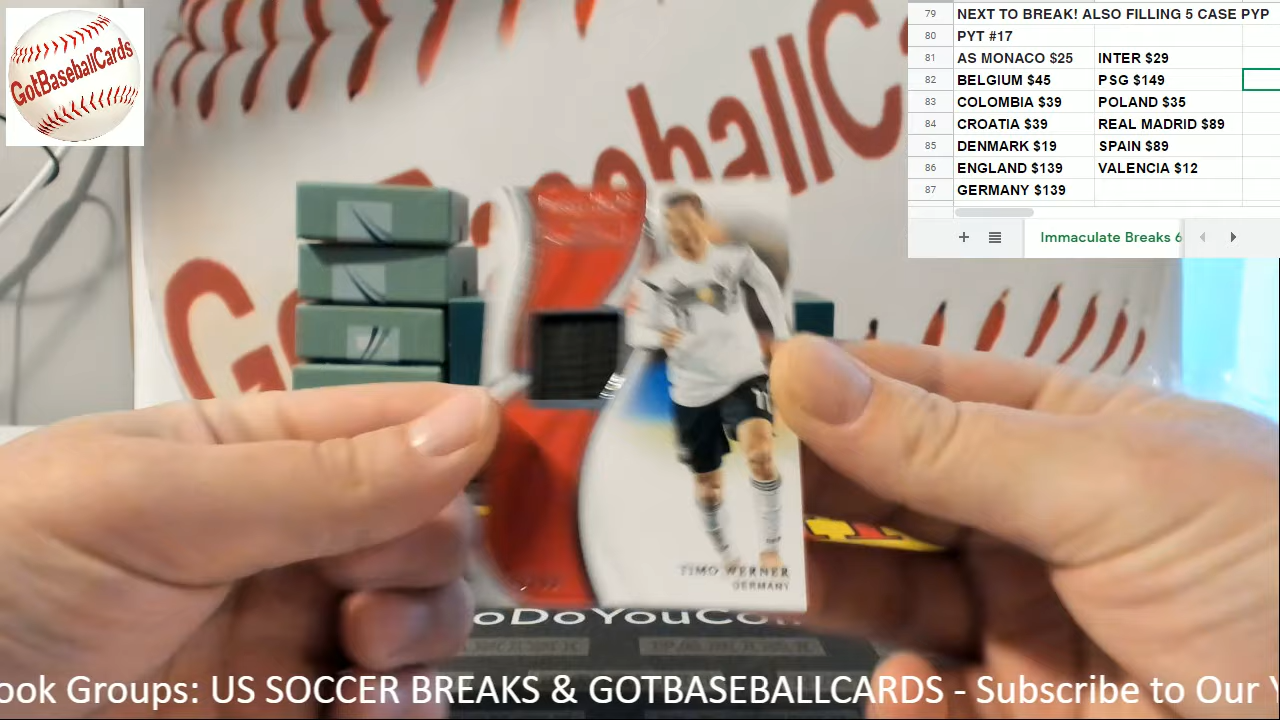 GotBaseballCards
79 NEXT TO BREAK! ALSO FILLING 5 CASE PYP
80 PYT #17
81 AS MONACO $25 INTER $29
82 BELGIUM $45 PSG $149
83 COLOMBIA $39 POLAND $35
84 CROATIA $39 REAL MADRID $89
85 DENMARK $19 SPAIN $89
86 ENGLAND $139 VALENCIA $12
87 GERMANY $139
Immaculate Breaks 6
TIMO WERNER
GERMANY
ook Groups: US SOCCER BREAKS & GOTBASEBALLCARDS - Subscribe to Our Y